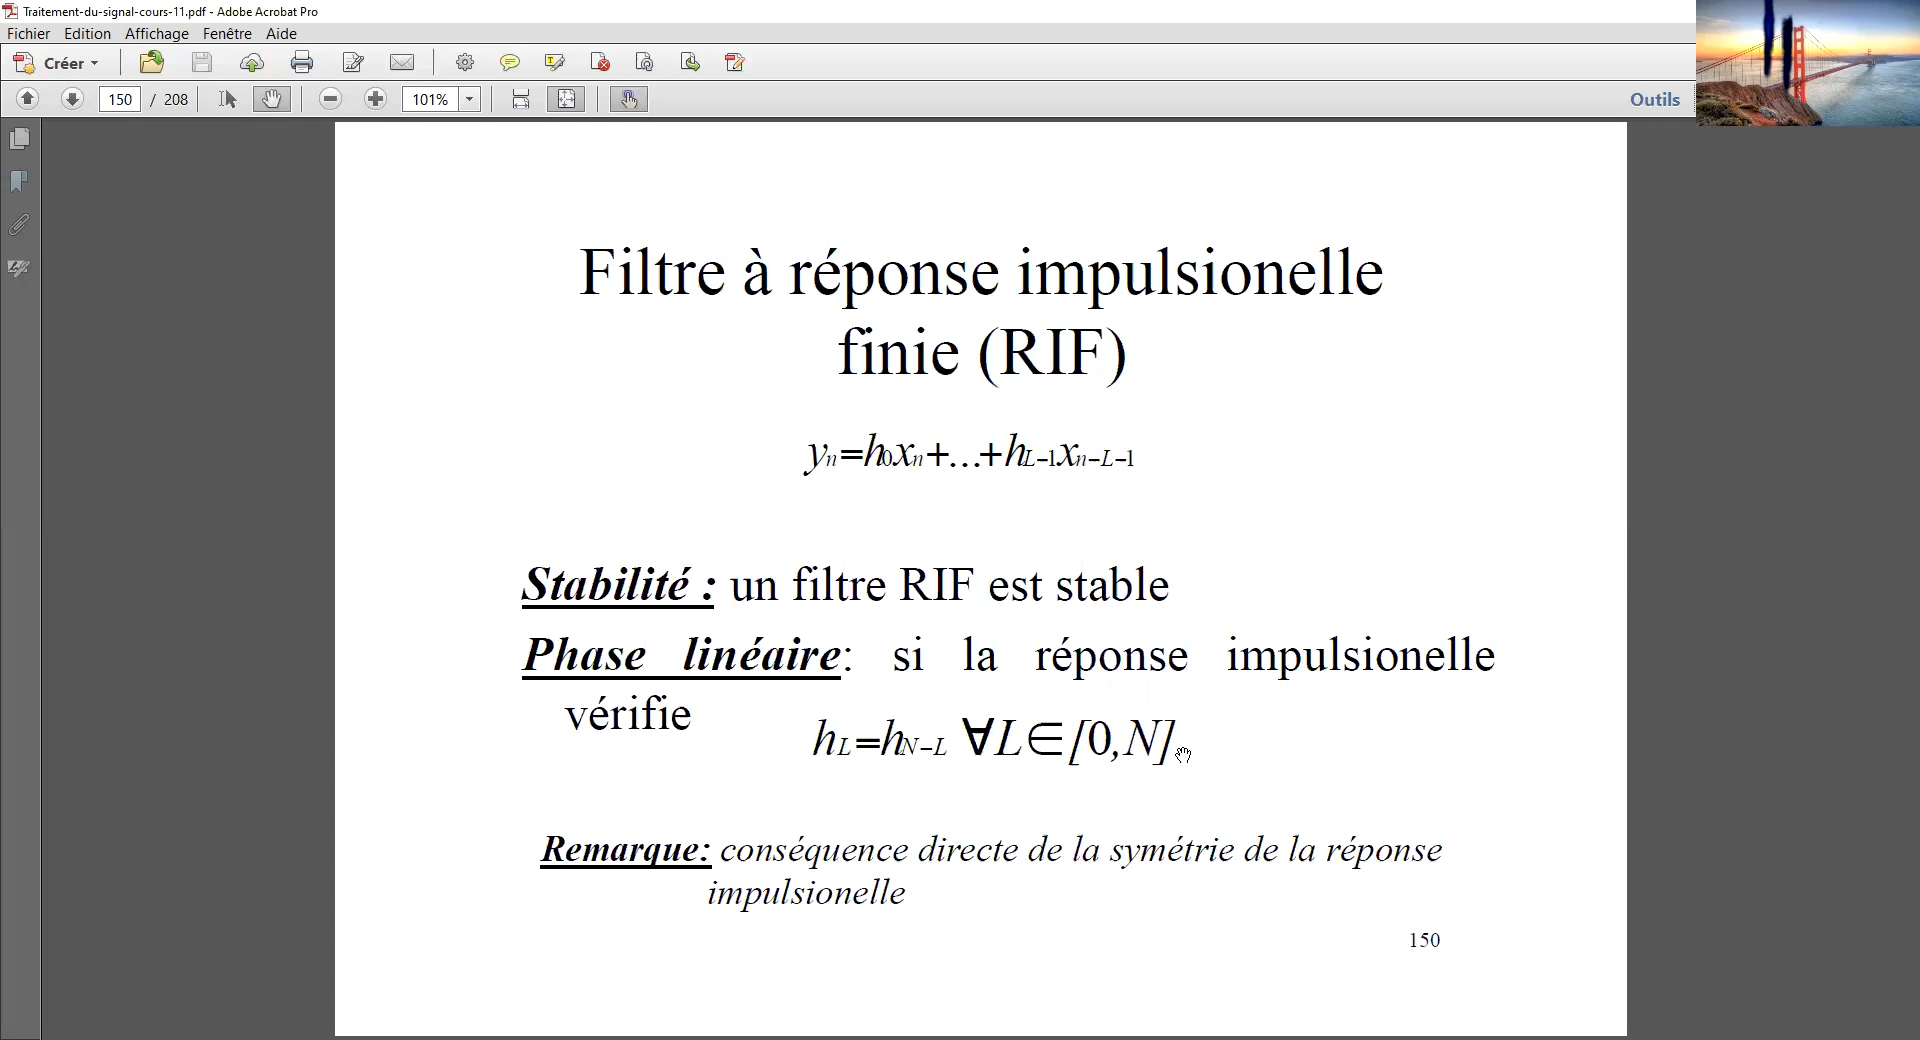 Traitement-du-signal-cours-11.pdf - Adobe Acrobat Pro
Fichier Edition Affichage Fenêtre Aide
Créer
150 / 208 101% Outils
Filtre à réponse impulsionelle
finie (RIF)
yn=h0xn+...+hL−1xn−L−1
Stabilité : un filtre RIF est stable
Phase linéaire: si la réponse impulsionelle
vérifie
hL=hN−L ∀L∈[0,N]
Remarque: conséquence directe de la symétrie de la réponse
impulsionelle
150